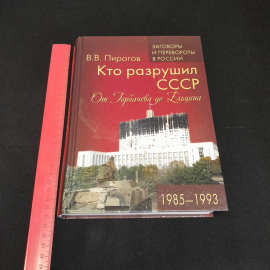 ЗАГОВОРЫ
И ПЕРЕВОРОТЫ
В РОССИИ
В.В. Пирогов
Кто разрушил
СССР
От Горбачева до Ельцина
1985–1993